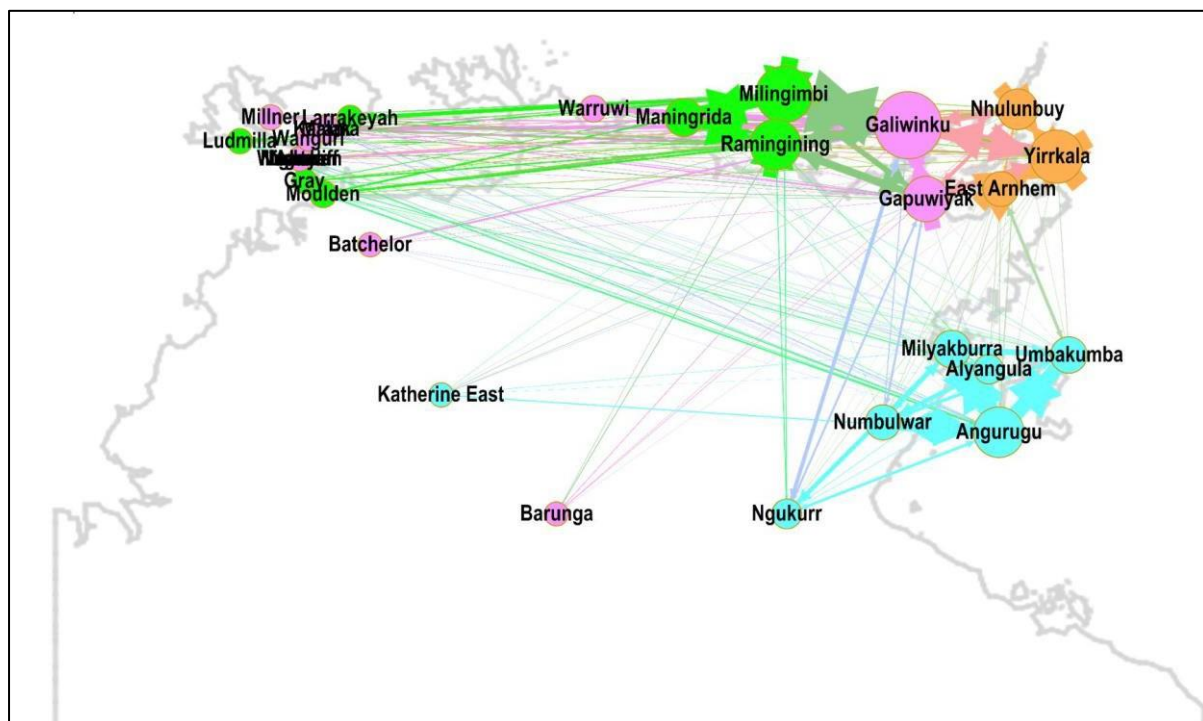 Milingimbi
Nhulunbuy
Warruwi
Maningrida
Galiwinku
Millner
Larrakeyah
Ludmilla
Wanguri
Ramingining
Yirrkala
Gray
Moulden
Gapuwiyak
East Arnhem
Batchelor
Milyakburra
Umbakumba
Alyangula
Katherine East
Numbulwar
Angurugu
Barunga
Ngukurr